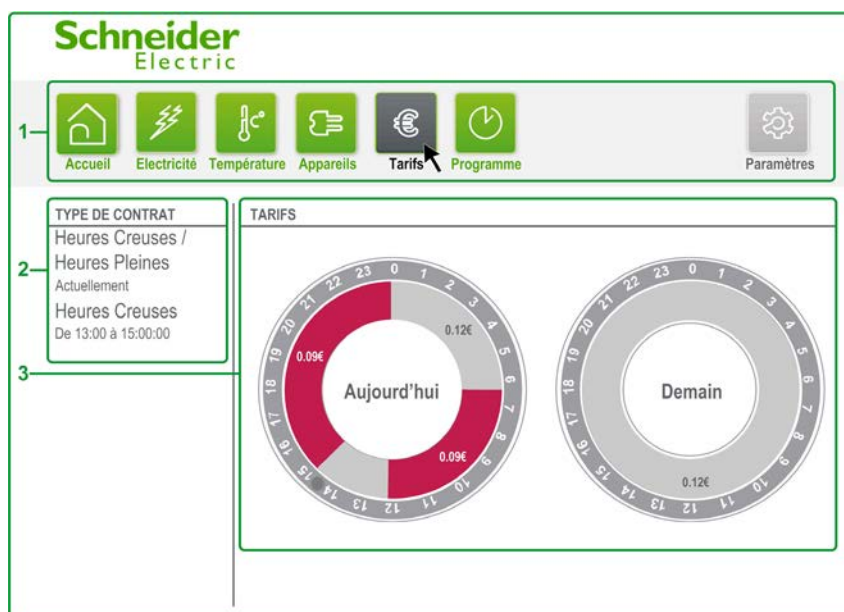 Schneider
Electric
1
Accueil
Electricité
Température
Appareils
Tarifs
Programme
Paramètres
2
TYPE DE CONTRAT
Heures Creuses /
Heures Pleines
Actuellement
Heures Creuses
De 13:00 à 15:00:00
3
TARIFS
0 1 2 3 4 5 6 7 8 9 10 11 12 13 14 15 16 17 18 19 20 21 22 23
0.12€
0.09€
Aujourd’hui
0.09€
0 1 2 3 4 5 6 7 8 9 10 11 12 13 14 15 16 17 18 19 20 21 22 23
Demain
0.12€